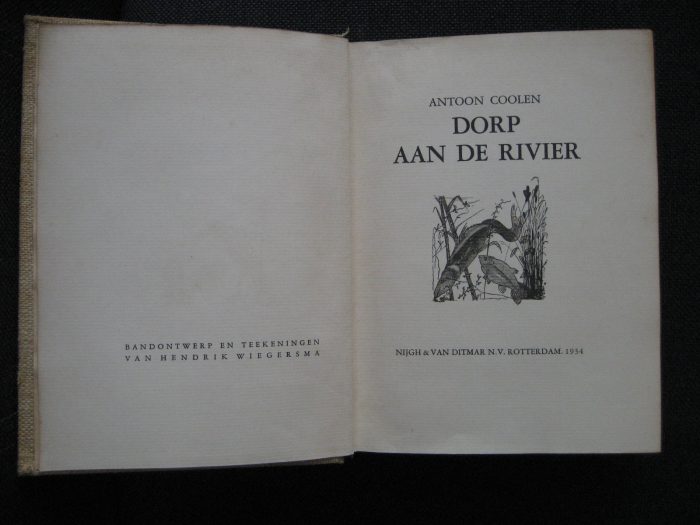 BANDONTWERP EN TEEKENINGEN
VAN HENDRIK WIEGERSMA
ANTOON COOLEN
DORP
AAN DE RIVIER
NIJGH & VAN DITMAR N.V. ROTTERDAM. 1934